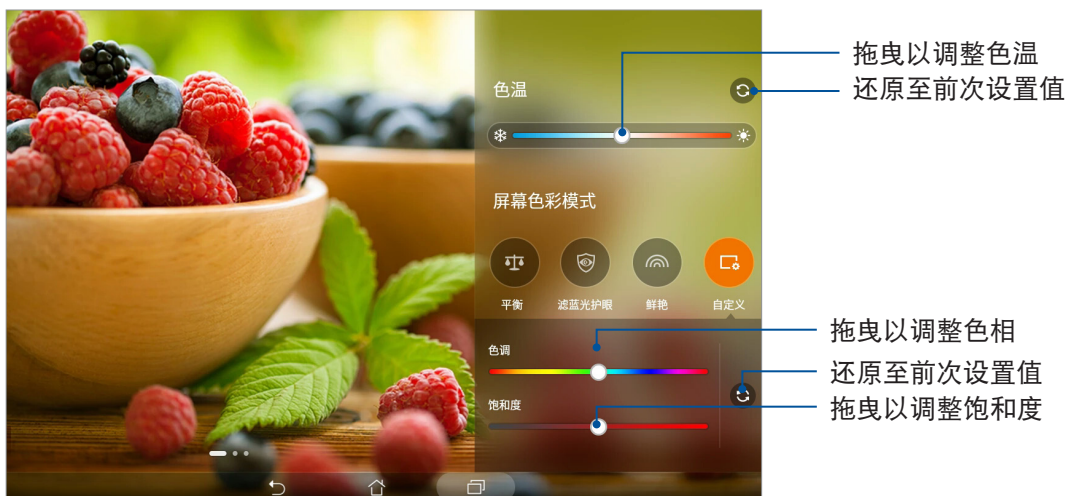 拖曳以调整色温
色温
还原至前次设置值
屏幕色彩模式
平衡
滤蓝光护眼
鲜艳
自定义
拖曳以调整色相
色调
还原至前次设置值
饱和度
拖曳以调整饱和度